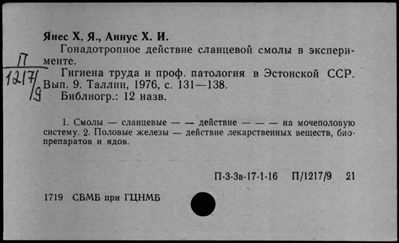 Янес Х. Я., Аннус Х. И.
Гонадотропное действие сланцевой смолы в экспери-
менте.
П
1217/9
Гигиена труда и проф. патология в Эстонской ССР.
Вып. 9. Таллин, 1976, с. 131—138.
Библиогр.: 12 назв.
1. Смолы — сланцевые — — действие — — — на мочеполовую
систему. 2. Половые железы — действие лекарственных веществ, био-
препаратов и ядов.
П-3-3в-17-1-16 П/1217/9 21
1719 СБМБ при ГЦНМБ